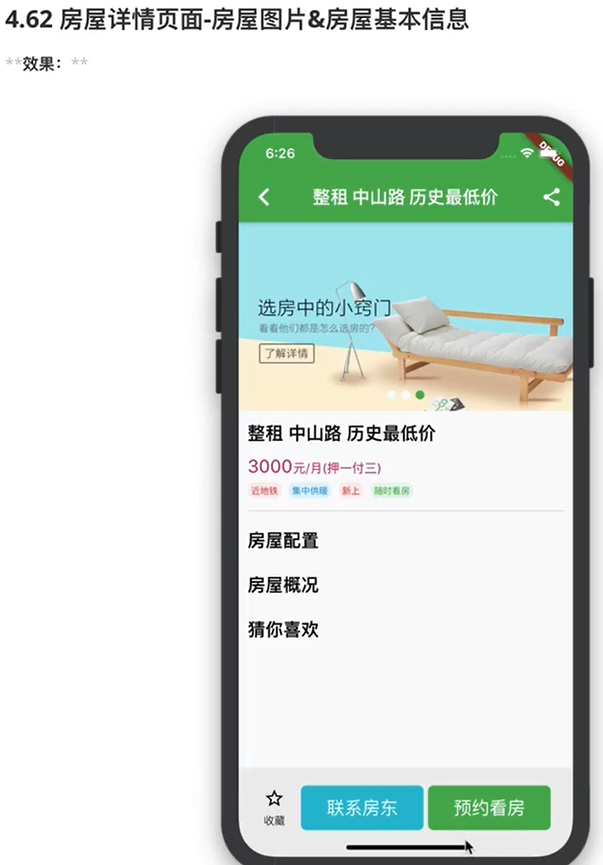 4.62 房屋详情页面-房屋图片&房屋基本信息
**效果：**
6:26
DEBUG
整租 中山路 历史最低价
选房中的小窍门
看看他们都是怎么选房的?
了解详情
整租 中山路 历史最低价
3000元/月(押一付三)
近地铁 集中供暖 新上 随时看房
房屋配置
房屋概况
猜你喜欢
收藏 联系房东 预约看房